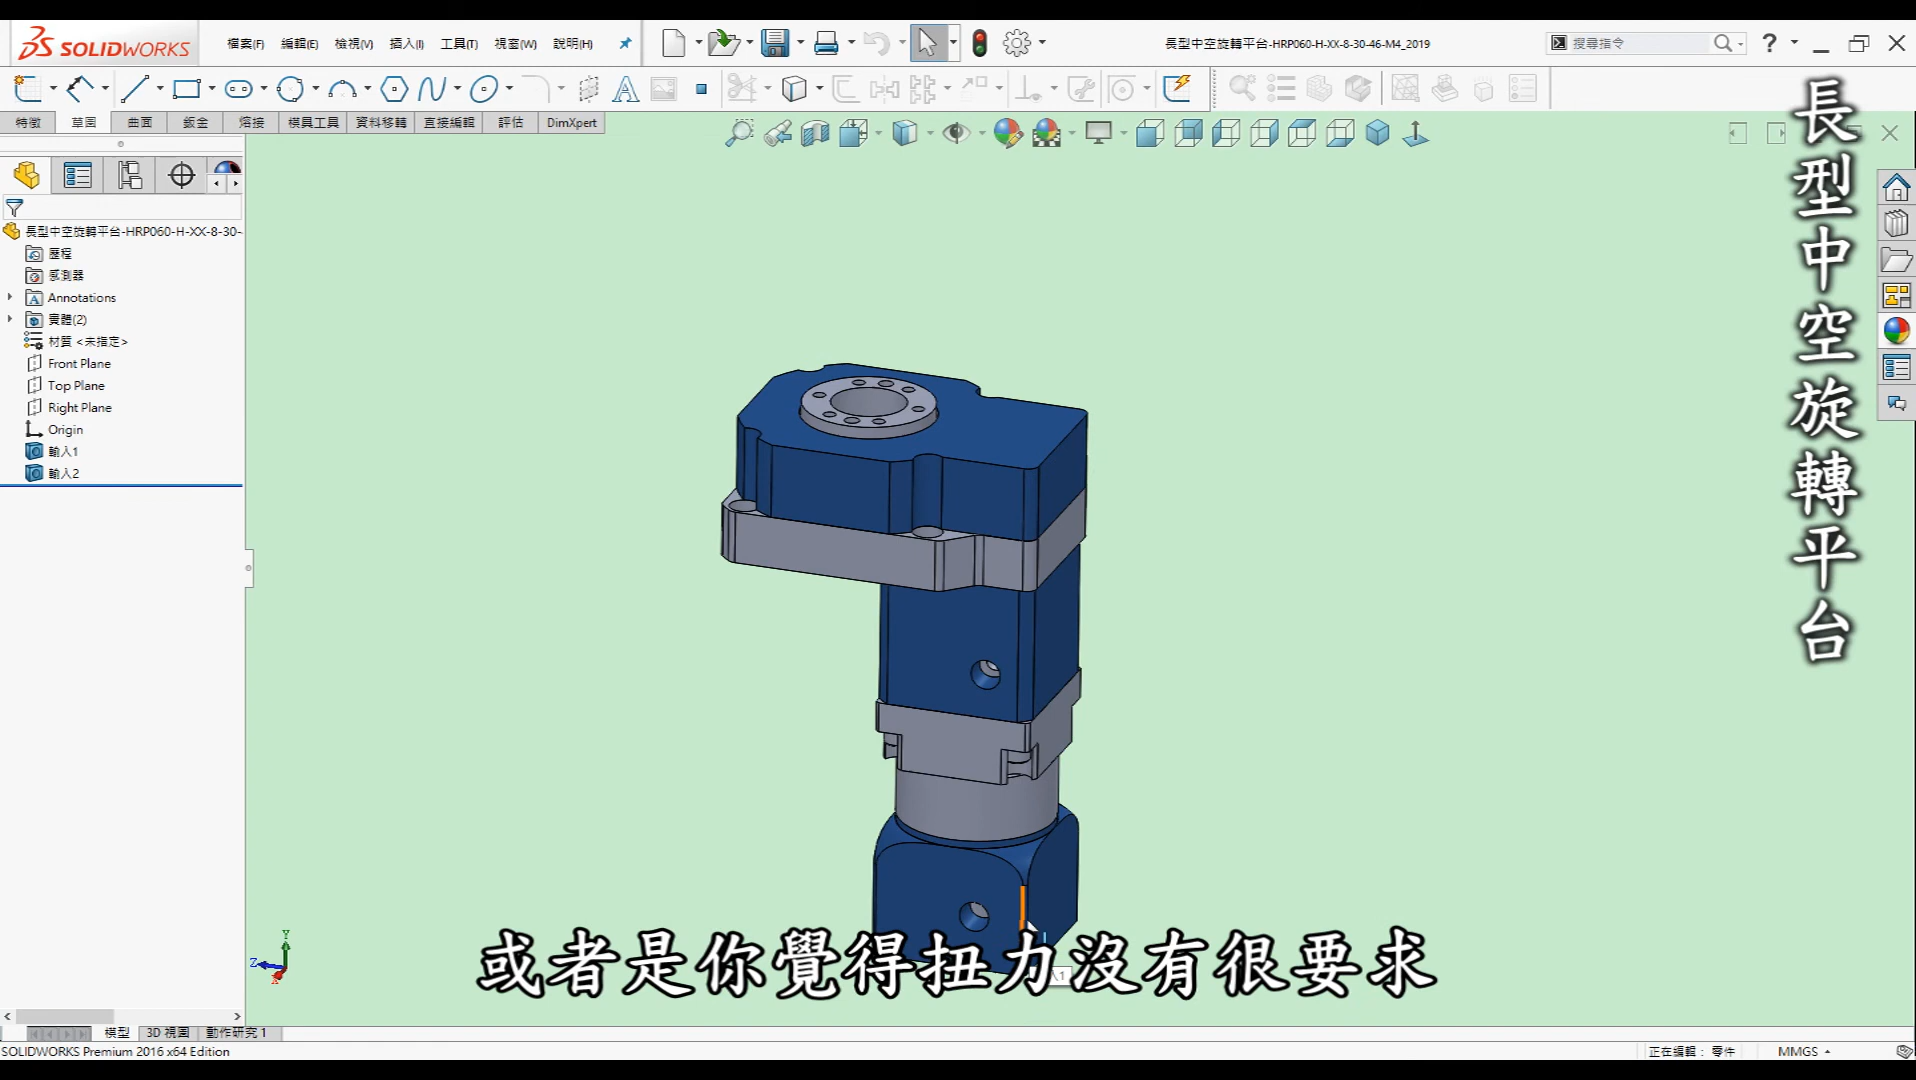 SOLIDWORKS
檔案(F)
編輯(E)
檢視(V)
插入(I)
工具(T)
視窗(W)
說明(H)
長型中空旋轉平台-HRP060-H-XX-8-30-46-M4_2019
搜尋指令
特徵
草圖
曲面
鈑金
熔接
模具工具
資料移轉
直接編輯
評估
DimXpert
長型中空旋轉平台-HRP060-H-XX-8-30-
歷程
感測器
Annotations
實體(2)
材質 <未指定>
Front Plane
Top Plane
Right Plane
Origin
輸入1
輸入2
長型中空旋轉平台
Y
Z
X
或者是你覺得扭力沒有很要求
模型
3D 視圖
動作研究 1
SOLIDWORKS Premium 2016 x64 Edition
正在編輯： 零件
MMGS